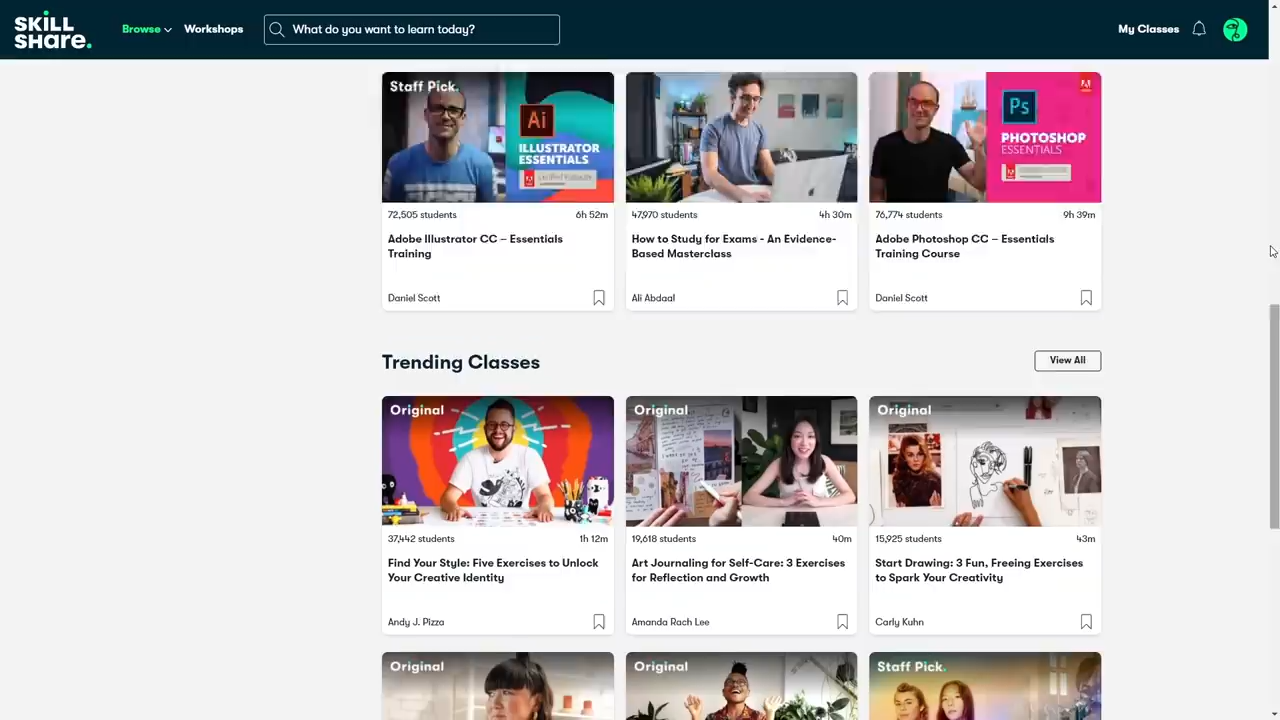 SKILL
SHARE.
Browse
Workshops
What do you want to learn today?
My Classes
Staff Pick.
Ai
ILLUSTRATOR
ESSENTIALS
72,505 students
6h 52m
Adobe Illustrator CC – Essentials
Training
Daniel Scott
47,970 students
4h 30m
How to Study for Exams - An Evidence-
Based Masterclass
Ali Abdaal
Ps
PHOTOSHOP
ESSENTIALS
76,774 students
9h 39m
Adobe Photoshop CC – Essentials
Training Course
Daniel Scott
Trending Classes
View All
Original
37,442 students
1h 12m
Find Your Style: Five Exercises to Unlock
Your Creative Identity
Andy J. Pizza
Original
19,618 students
40m
Art Journaling for Self-Care: 3 Exercises
for Reflection and Growth
Amanda Rach Lee
Original
15,925 students
43m
Start Drawing: 3 Fun, Freeing Exercises
to Spark Your Creativity
Carly Kuhn
Original
Original
Staff Pick.